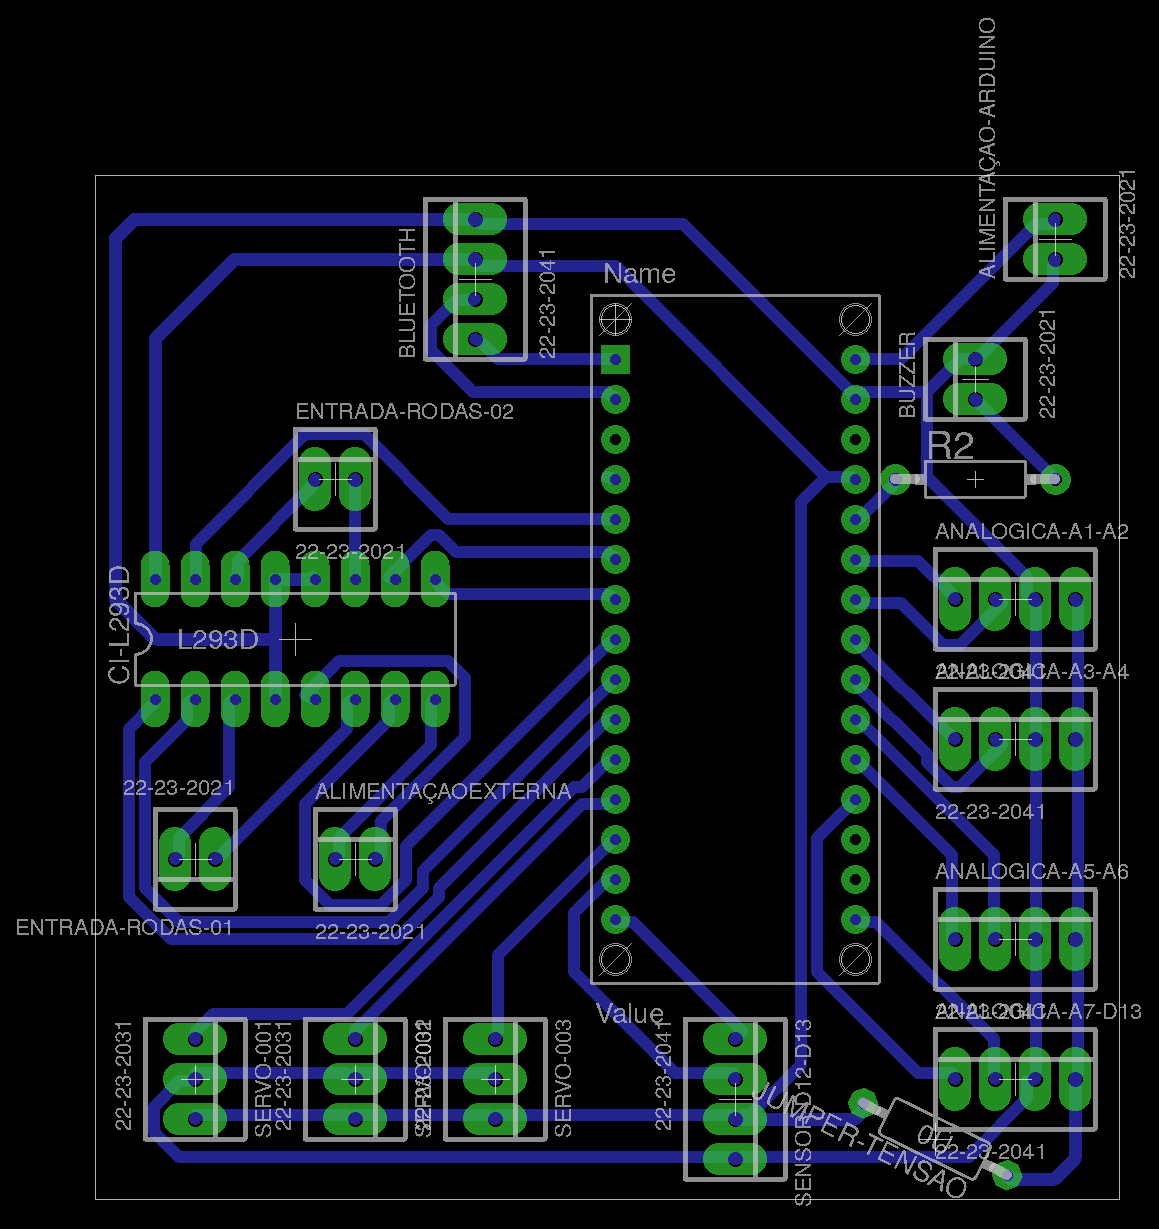 ALIMENTAÇAO-ARDUINO
22-23-2021
BLUETOOTH
22-23-2041
Name
BUZZER
22-23-2021
ENTRADA-RODAS-02
R2
22-23-2021
ANALOGICA-A1-A2
CI-L293D
L293D
22-23-2041
ANALOGICA-A3-A4
22-23-2021
ALIMENTAÇAOEXTERNA
22-23-2041
ANALOGICA-A5-A6
ENTRADA-RODAS-01
22-23-2021
Value
22-23-2041
ANALOGICA-A7-D13
22-23-2031
SERVO-001
22-23-2031
SERVO-002
22-23-2031
SERVO-003
22-23-2041
SENSOR-D12-D13
JUMPER-TENSAO
0H
22-23-2041